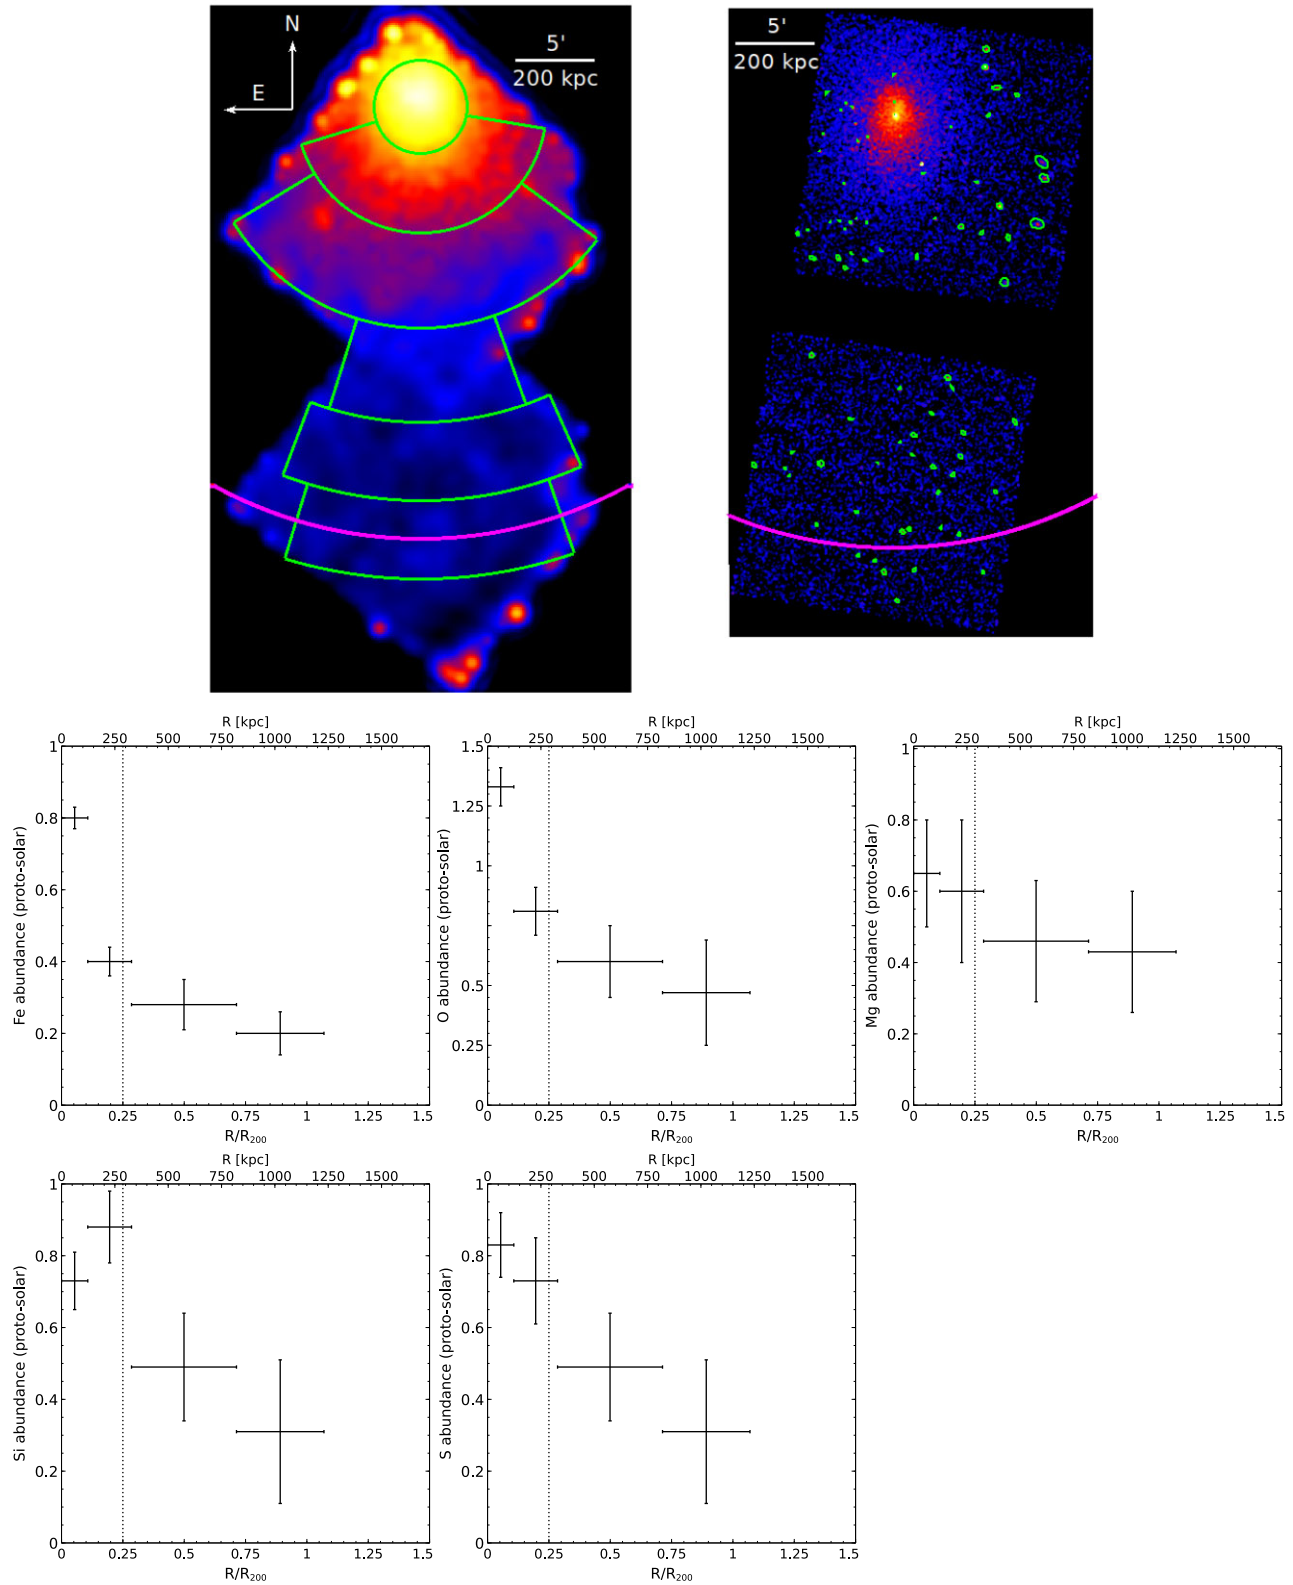 N
E
5'
200 kpc
5'
200 kpc
R [kpc]
0 250 500 750 1000 1250 1500
1
0.8
0.6
0.4
0.2
0
Fe abundance (proto-solar)
0 0.25 0.5 0.75 1 1.25 1.5
R/R200
R [kpc]
0 250 500 750 1000 1250 1500
1.5
1.25
1
0.5
0.25
0
O abundance (proto-solar)
0 0.25 0.5 0.75 1 1.25 1.5
R/R200
R [kpc]
0 250 500 750 1000 1250 1500
1
0.8
0.6
0.4
0.2
0
Mg abundance (proto-solar)
0 0.25 0.5 0.75 1 1.25 1.5
R/R200
R [kpc]
0 250 500 750 1000 1250 1500
1
0.8
0.6
0.4
0.2
0
Si abundance (proto-solar)
0 0.25 0.5 0.75 1 1.25 1.5
R/R200
R [kpc]
0 250 500 750 1000 1250 1500
1
0.8
0.6
0.4
0.2
0
S abundance (proto-solar)
0 0.25 0.5 0.75 1 1.25 1.5
R/R200